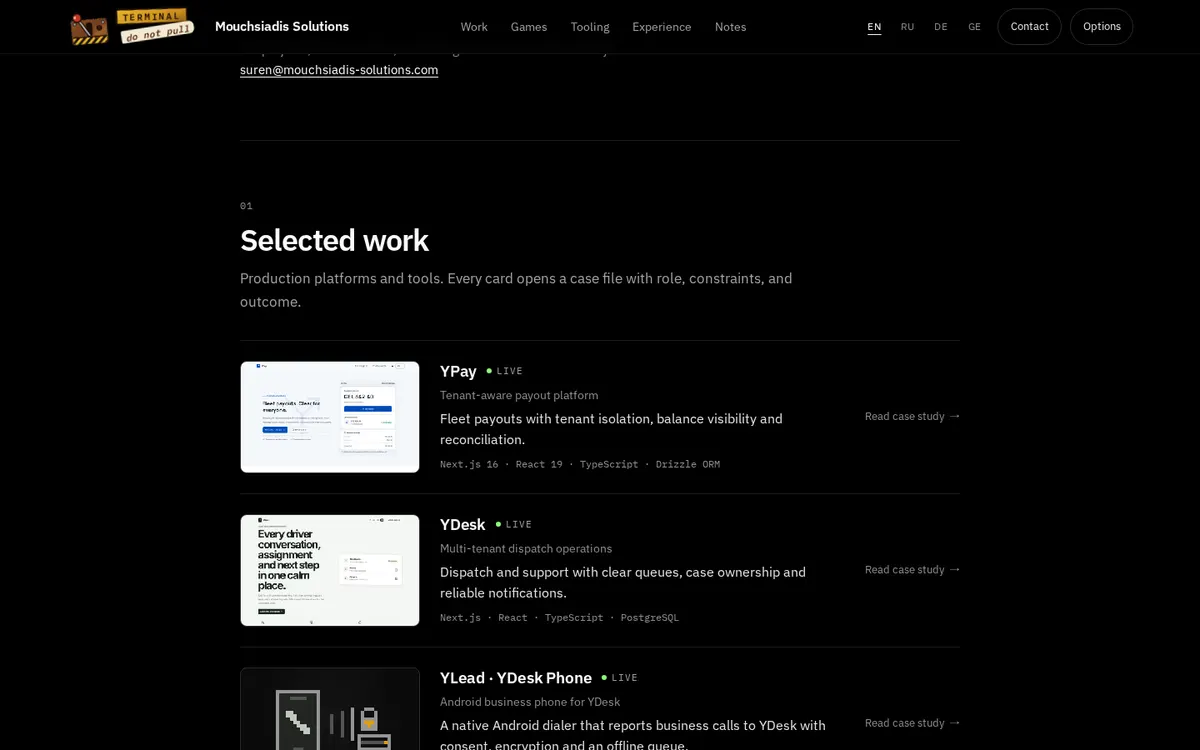 TERMINAL
do not pull
Mouchsiadis Solutions
Work
Games
Tooling
Experience
Notes
EN
RU
DE
GE
Contact
Options
suren@mouchsiadis-solutions.com
01
Selected work
Production platforms and tools. Every card opens a case file with role, constraints, and
outcome.
YPay
LIVE
Tenant-aware payout platform
Fleet payouts with tenant isolation, balance visibility and
reconciliation.
Next.js 16 · React 19 · TypeScript · Drizzle ORM
Read case study →
Every driver
conversation,
assignment
and next step
in one calm
place.
YDesk
LIVE
Multi-tenant dispatch operations
Dispatch and support with clear queues, case ownership and
reliable notifications.
Next.js · React · TypeScript · PostgreSQL
Read case study →
YLead · YDesk Phone
LIVE
Android business phone for YDesk
A native Android dialer that reports business calls to YDesk with
consent, encryption and an offline queue.
Read case study →